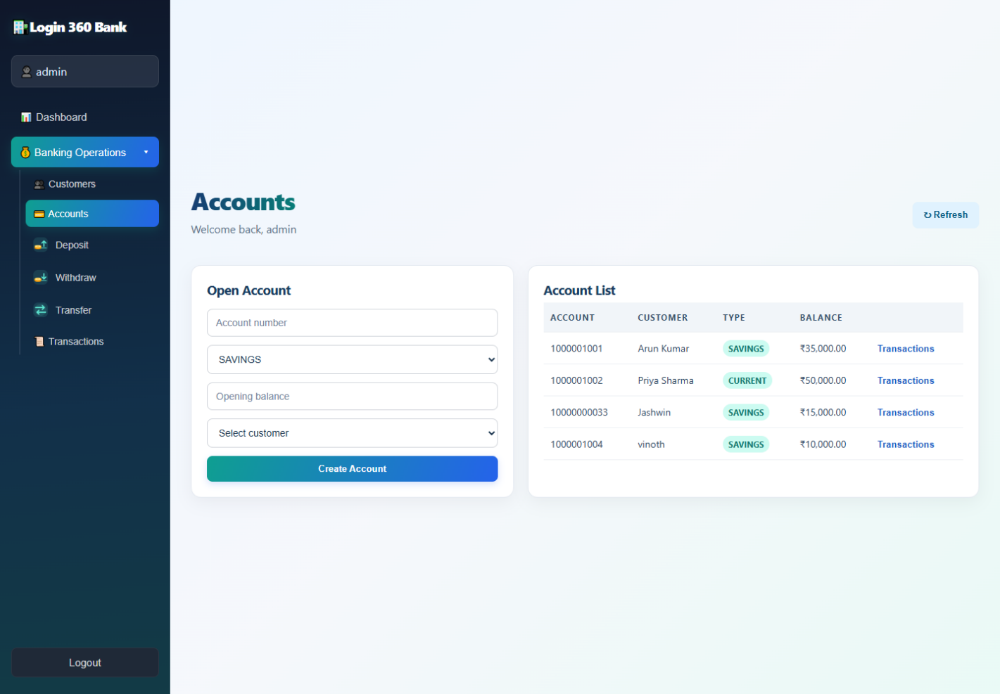 Login 360 Bank
admin
Dashboard
Banking Operations
Customers
Accounts
Deposit
Withdraw
Transfer
Transactions
Logout
Accounts
Welcome back, admin
↻ Refresh
Open Account
Account number
SAVINGS
Opening balance
Select customer
Create Account
Account List
ACCOUNT CUSTOMER TYPE BALANCE
1000001001 Arun Kumar SAVINGS ₹35,000.00 Transactions
1000001002 Priya Sharma CURRENT ₹50,000.00 Transactions
10000000033 Jashwin SAVINGS ₹15,000.00 Transactions
1000001004 vinoth SAVINGS ₹10,000.00 Transactions